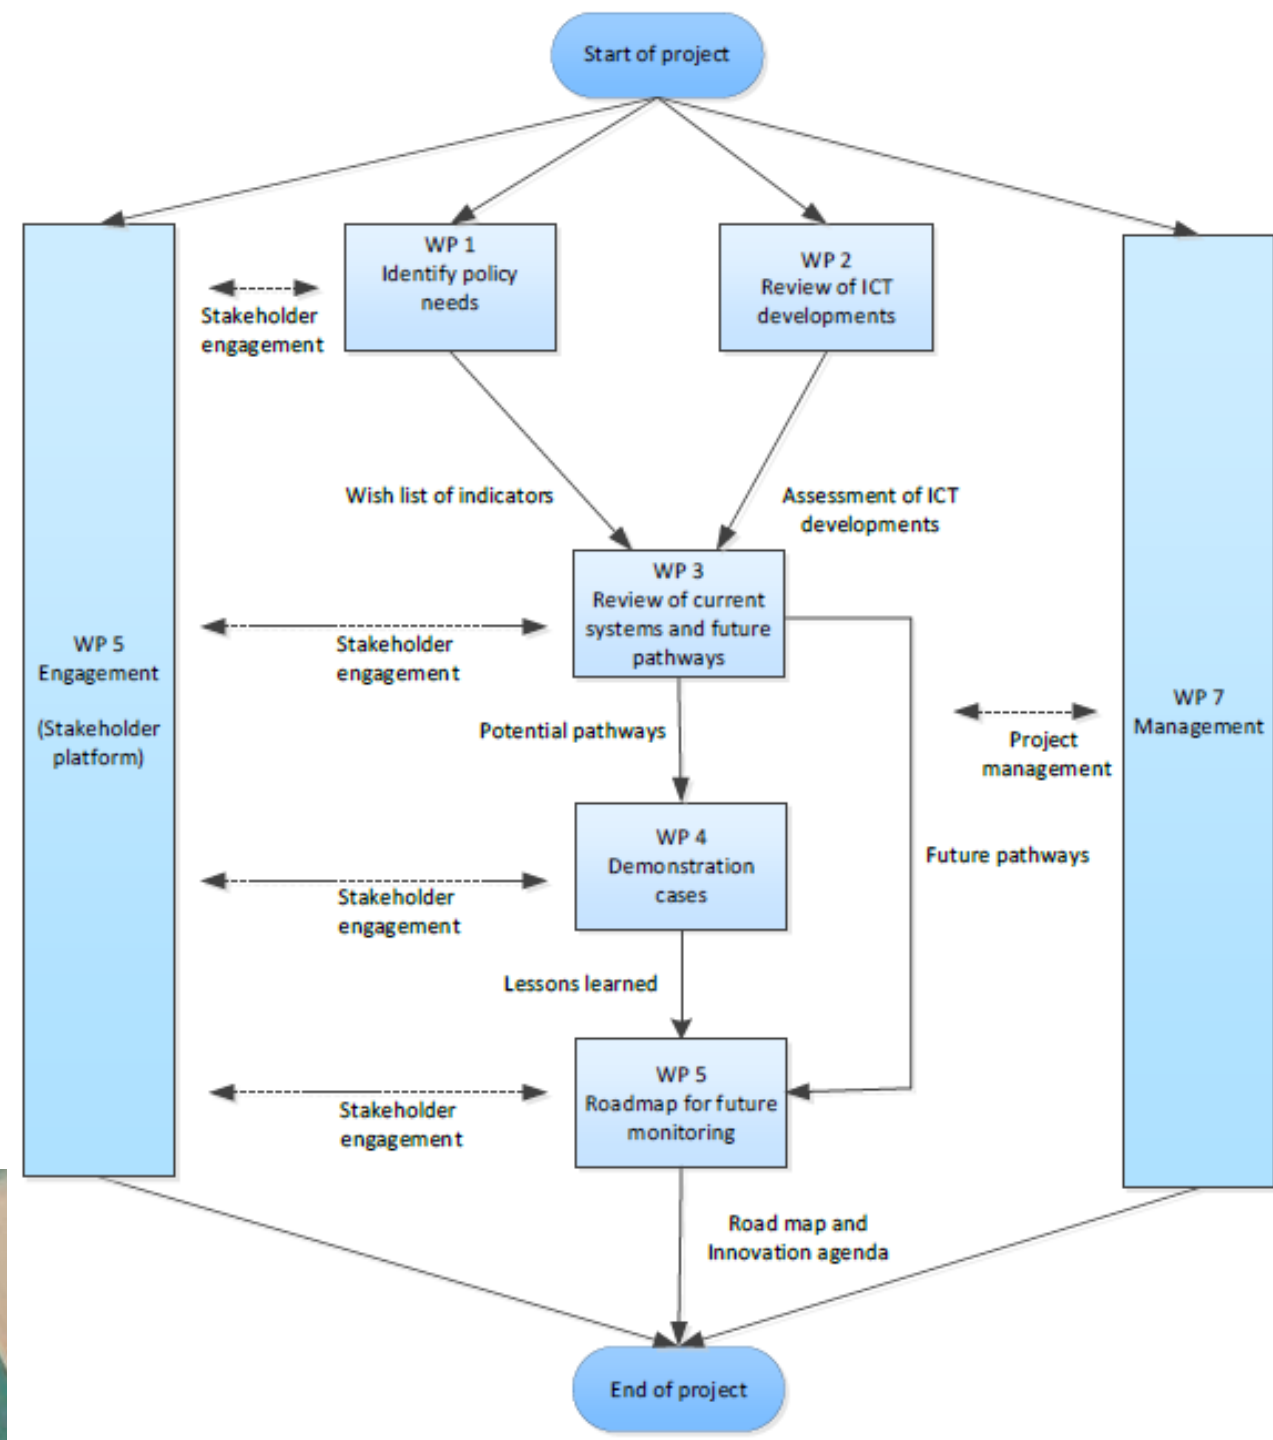 Start of project
WP 1
Identify policy
needs
WP 2
Review of ICT
developments
Stakeholder
engagement
Wish list of indicators
Assessment of ICT
developments
WP 3
Review of current
systems and future
pathways
WP 5
Engagement
(Stakeholder
platform)
Stakeholder
engagement
WP 7
Management
Project
management
Potential pathways
WP 4
Demonstration
cases
Future pathways
Stakeholder
engagement
Lessons learned
WP 5
Roadmap for future
monitoring
Stakeholder
engagement
Road map and
Innovation agenda
End of project